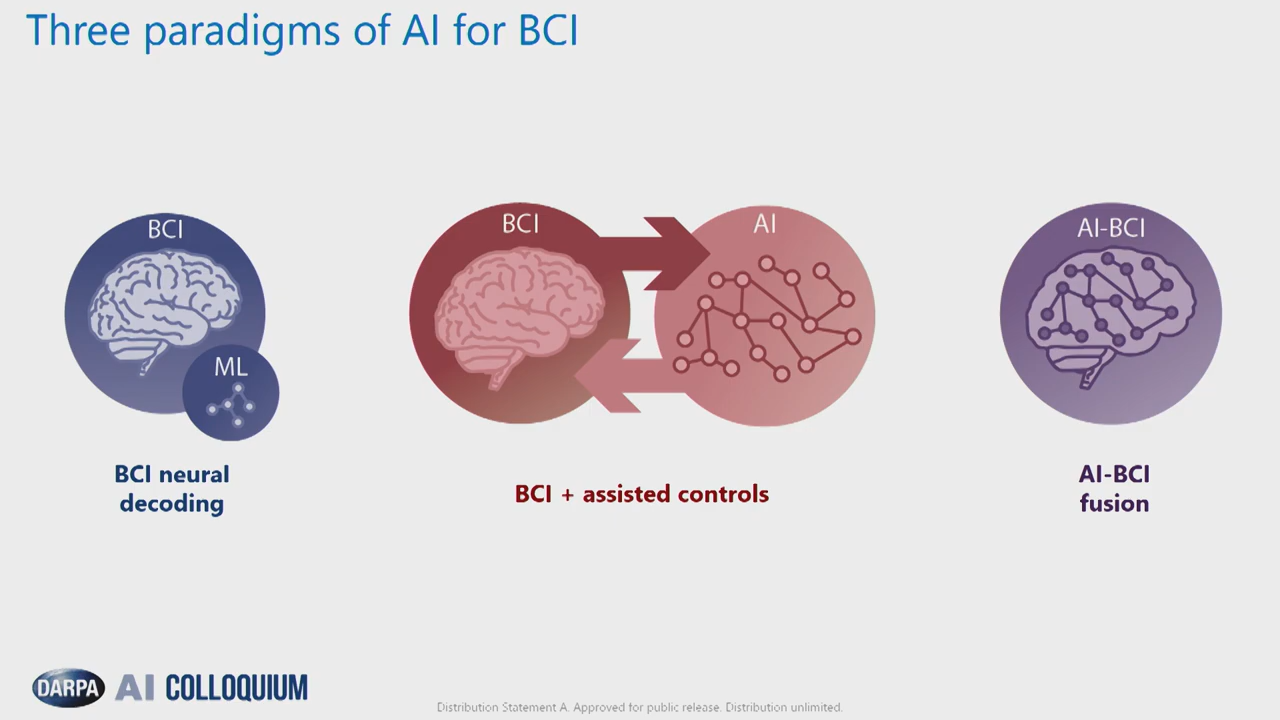 Three paradigms of AI for BCI
BCI
ML
BCI neural
decoding
BCI
AI
BCI + assisted controls
AI-BCI
AI-BCI
fusion
DARPA AI COLLOQUIUM
Distribution Statement A. Approved for public release. Distribution unlimited.